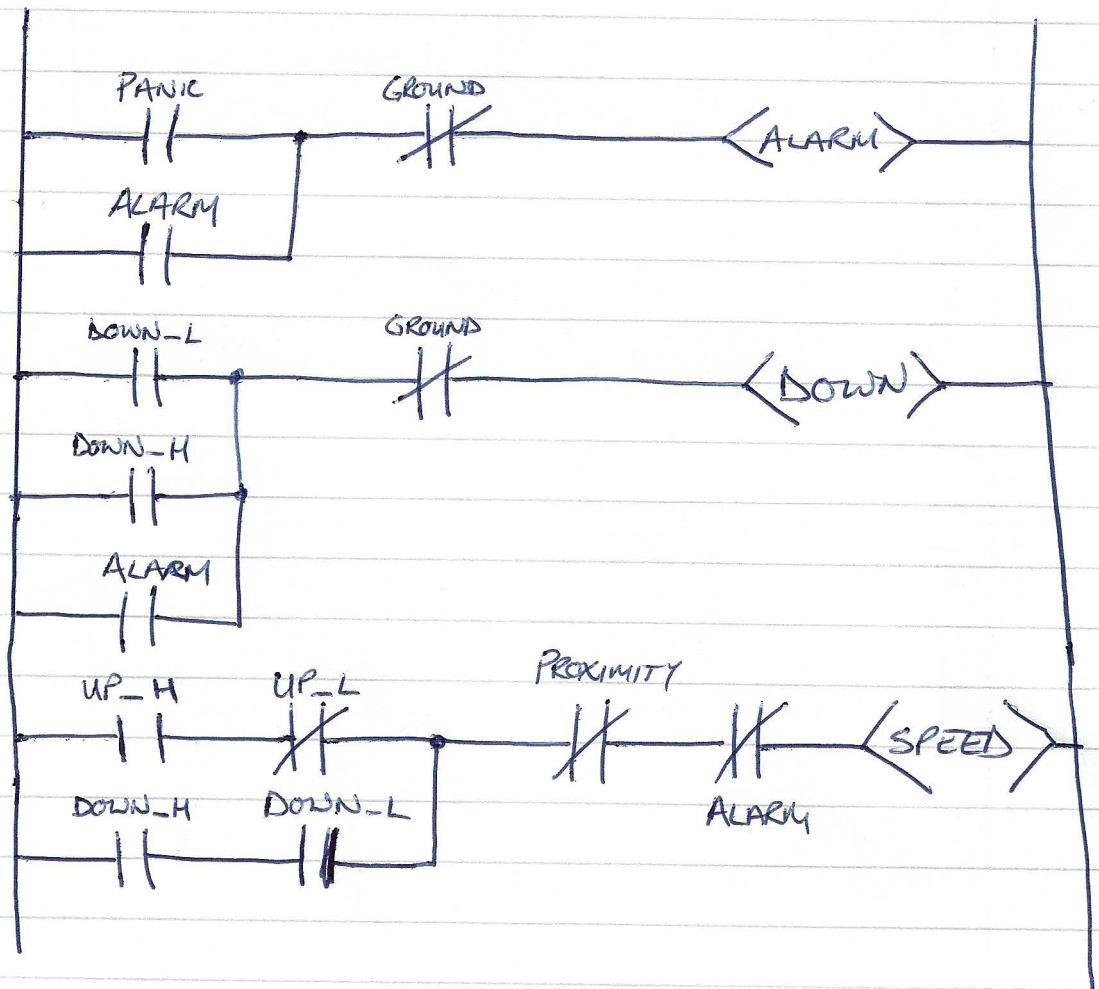 PANIC GROUND
ALARM
ALARM
DOWN_L GROUND
DOWN
DOWN_H
ALARM
UP_H UP_L PROXIMITY
SPEED
DOWN_H DOWN_L ALARM